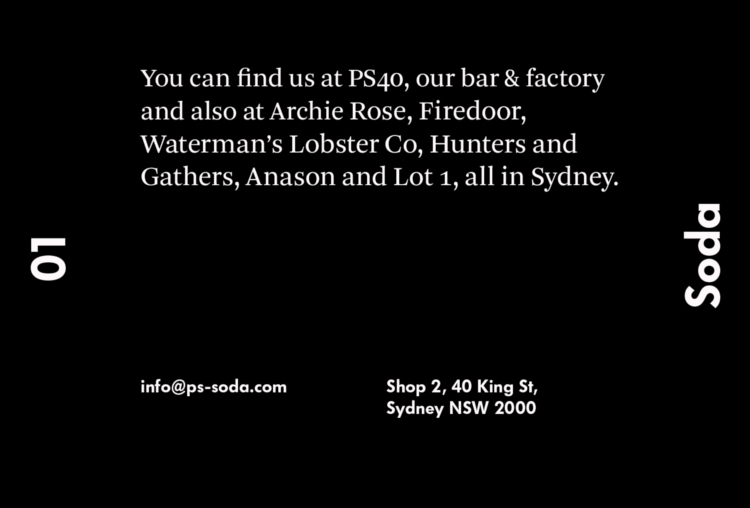 You can find us at PS40, our bar & factory
and also at Archie Rose, Firedoor,
Waterman’s Lobster Co, Hunters and
Gathers, Anason and Lot 1, all in Sydney.
01
Soda
info@ps-soda.com
Shop 2, 40 King St,
Sydney NSW 2000